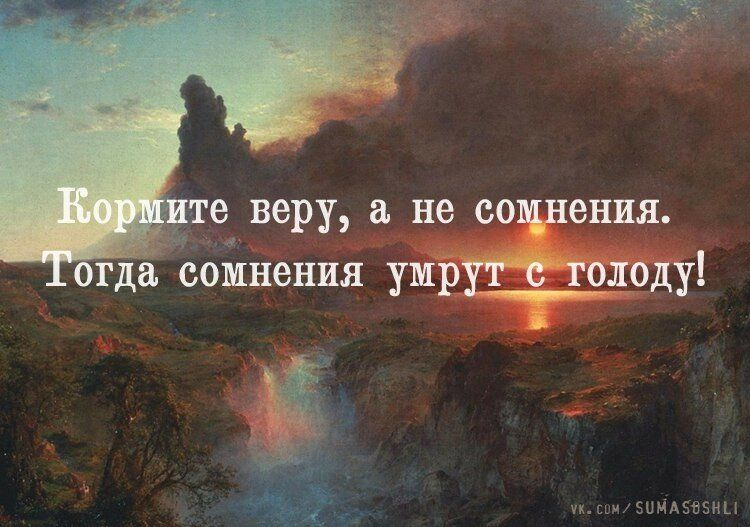 Кормите веру, а не сомнения.
Тогда сомнения умрут с голоду!
VK.COM/SUMASOSHLI